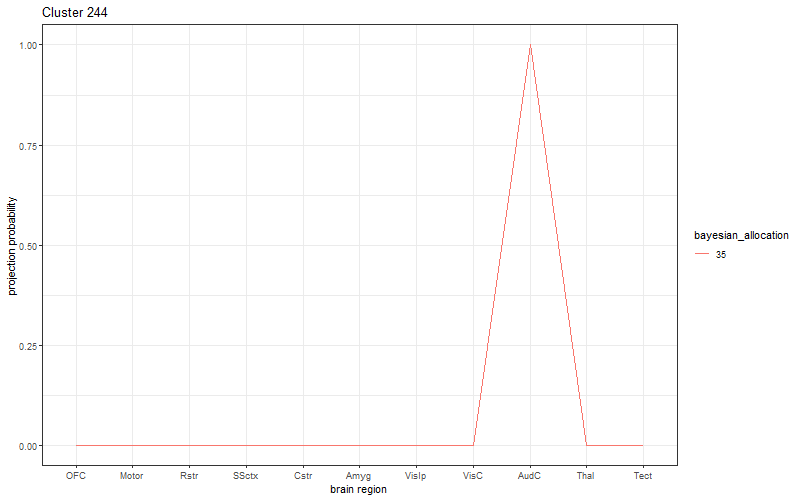 Cluster 244
projection probability
1.00
0.75
0.50
0.25
0.00
OFC Motor Rstr SSctx Cstr Amyg VisIp VisC AudC Thal Tect
brain region
bayesian_allocation
35